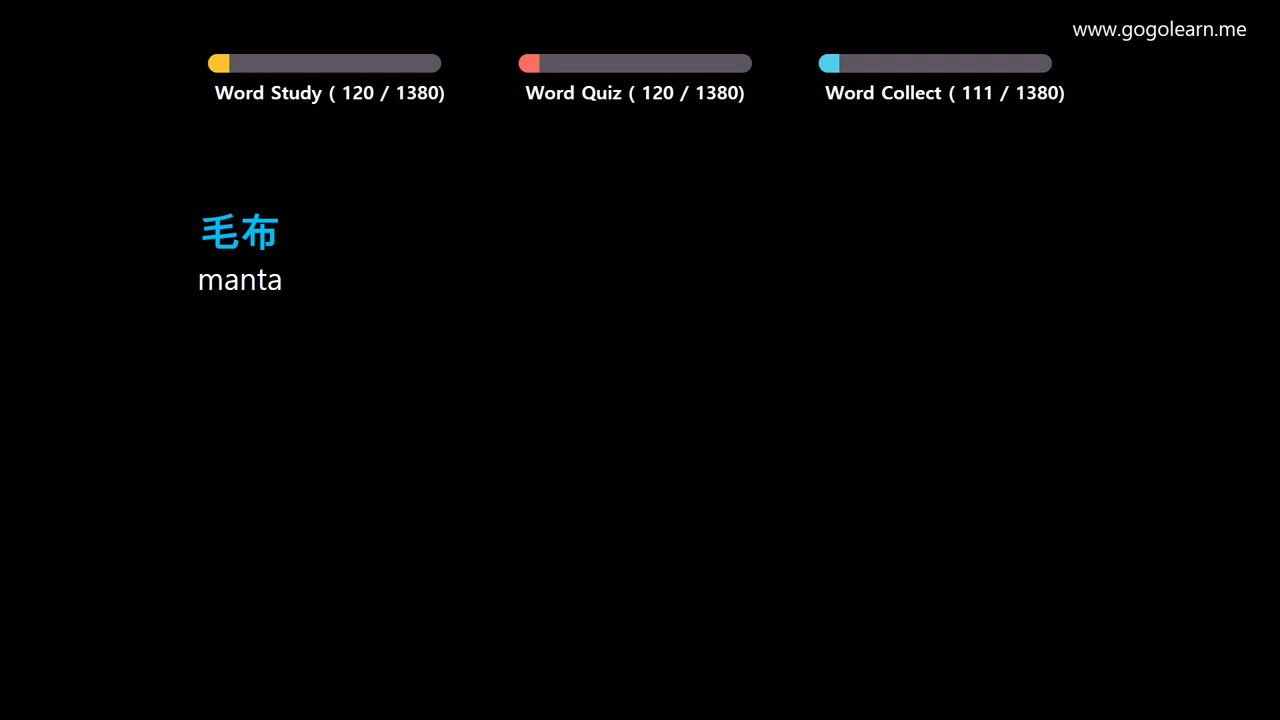 www.gogolearn.me
Word Study ( 120 / 1380)
Word Quiz ( 120 / 1380)
Word Collect ( 111 / 1380)
毛布
manta